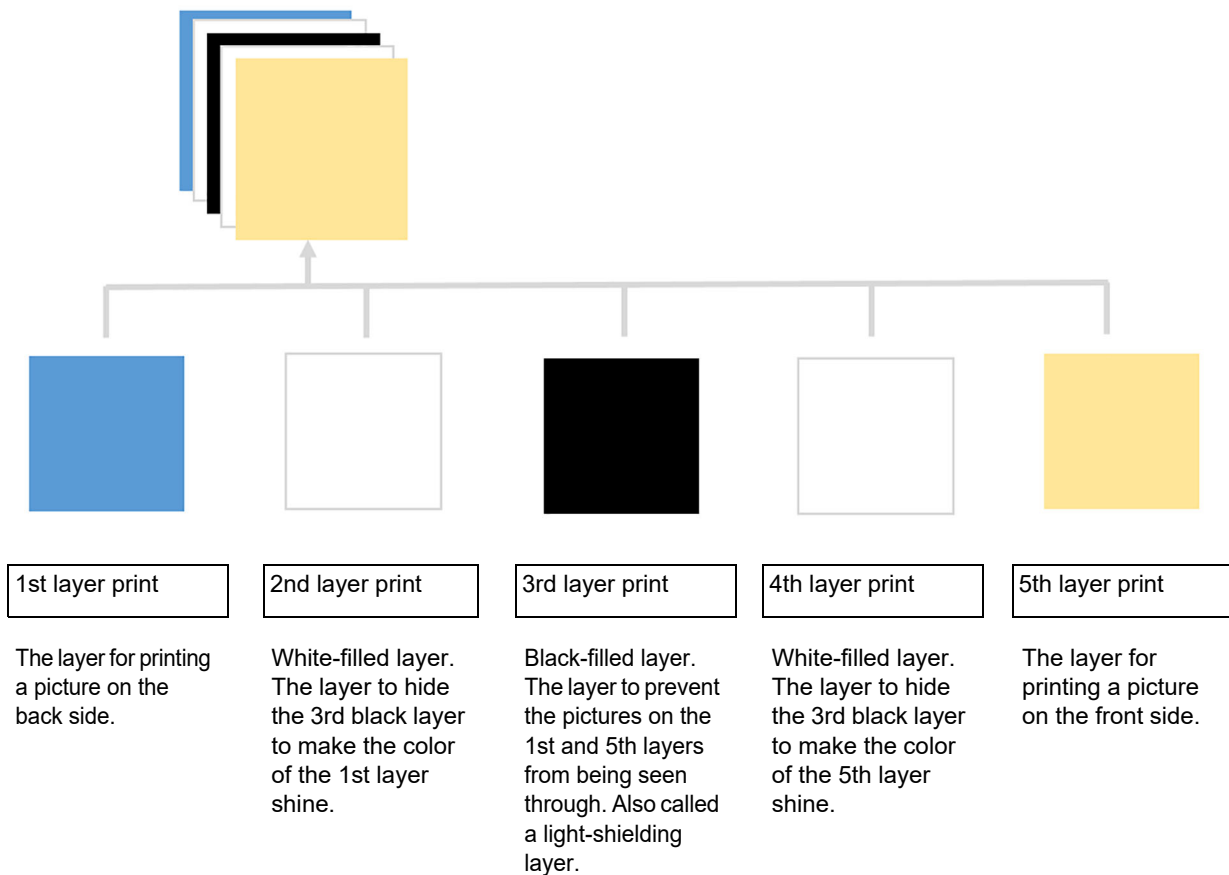 1st layer print
The layer for printing
a picture on the
back side.
2nd layer print
White-filled layer.
The layer to hide
the 3rd black layer
to make the color
of the 1st layer
shine.
3rd layer print
Black-filled layer.
The layer to prevent
the pictures on the
1st and 5th layers
from being seen
through. Also called
a light-shielding
layer.
4th layer print
White-filled layer.
The layer to hide
the 3rd black layer
to make the color
of the 5th layer
shine.
5th layer print
The layer for
printing a picture
on the front side.